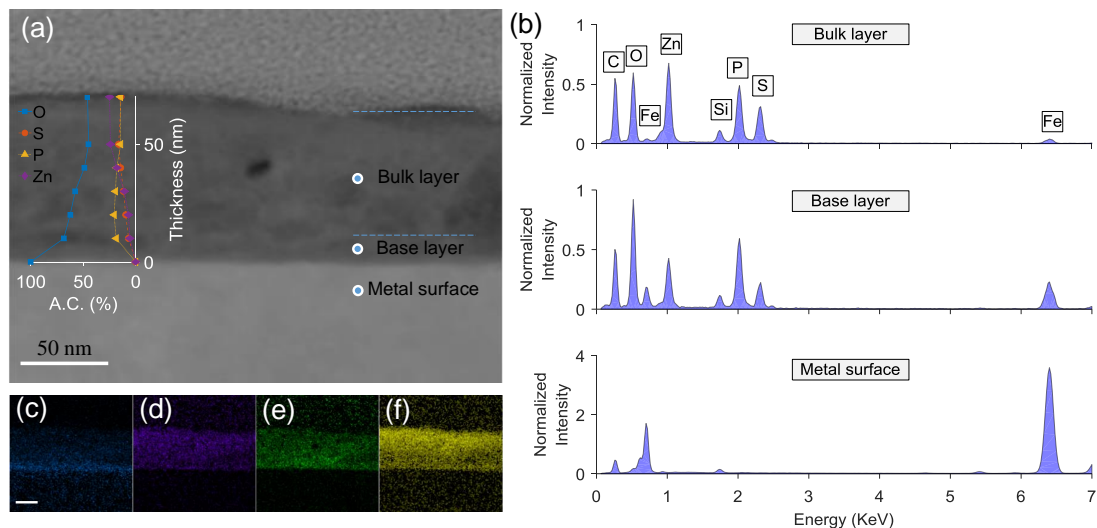 (a)
O
S
P
Zn
50
0
Thickness (nm)
100
50
0
A.C. (%)
Bulk layer
Base layer
Metal surface
50 nm
(b)
Bulk layer
1
0.5
0
Normalized
Intensity
C
O
Fe
Zn
Si
P
S
Fe
Base layer
1
0.5
0
Normalized
Intensity
Metal surface
4
2
0
Normalized
Intensity
0
1
2
3
4
5
6
7
Energy (KeV)
(c)
(d)
(e)
(f)